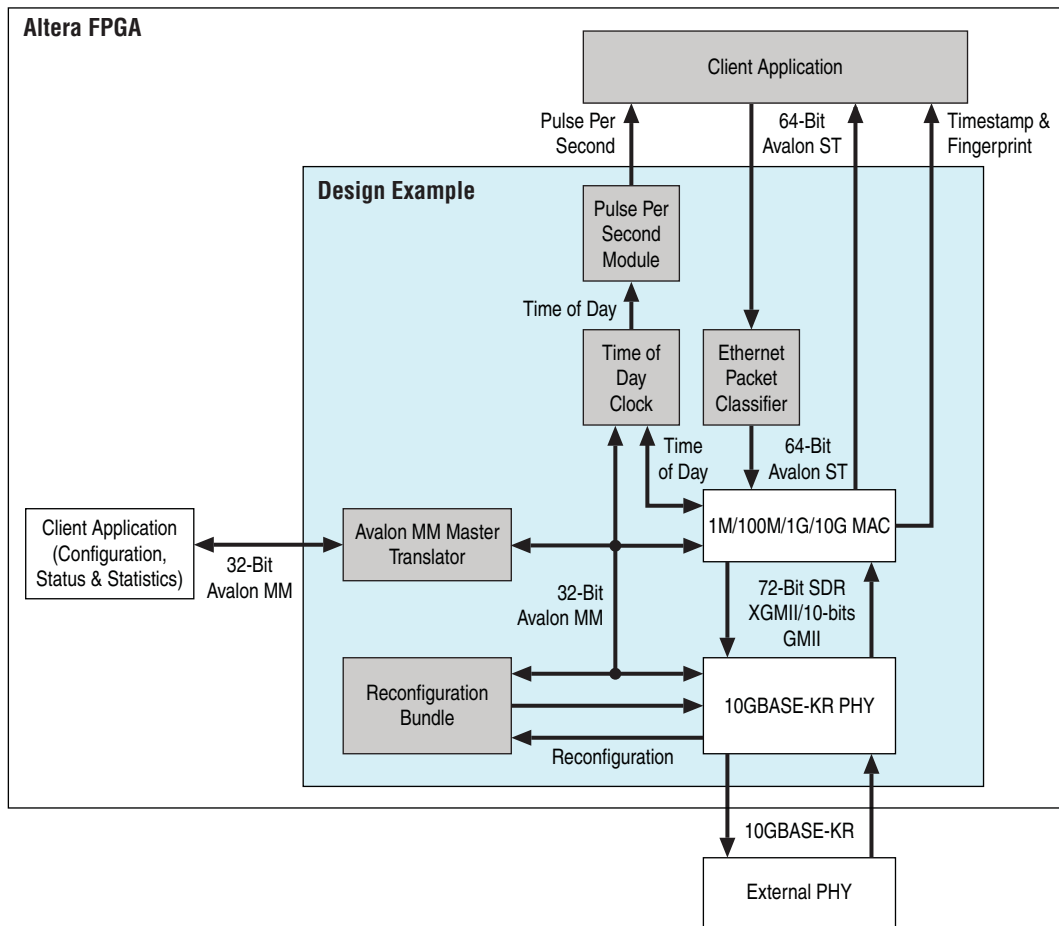 Altera FPGA
Client Application
Pulse Per
Second
64-Bit
Avalon ST
Timestamp &
Fingerprint
Design Example
Pulse Per
Second
Module
Time of Day
Time of
Day
Clock
Ethernet
Packet
Classifier
Time
of Day
64-Bit
Avalon ST
Client Application
(Configuration,
Status & Statistics)
32-Bit
Avalon MM
Avalon MM Master
Translator
1M/100M/1G/10G MAC
32-Bit
Avalon MM
72-Bit SDR
XGMII/10-bits
GMII
Reconfiguration
Bundle
10GBASE-KR PHY
Reconfiguration
10GBASE-KR
External PHY